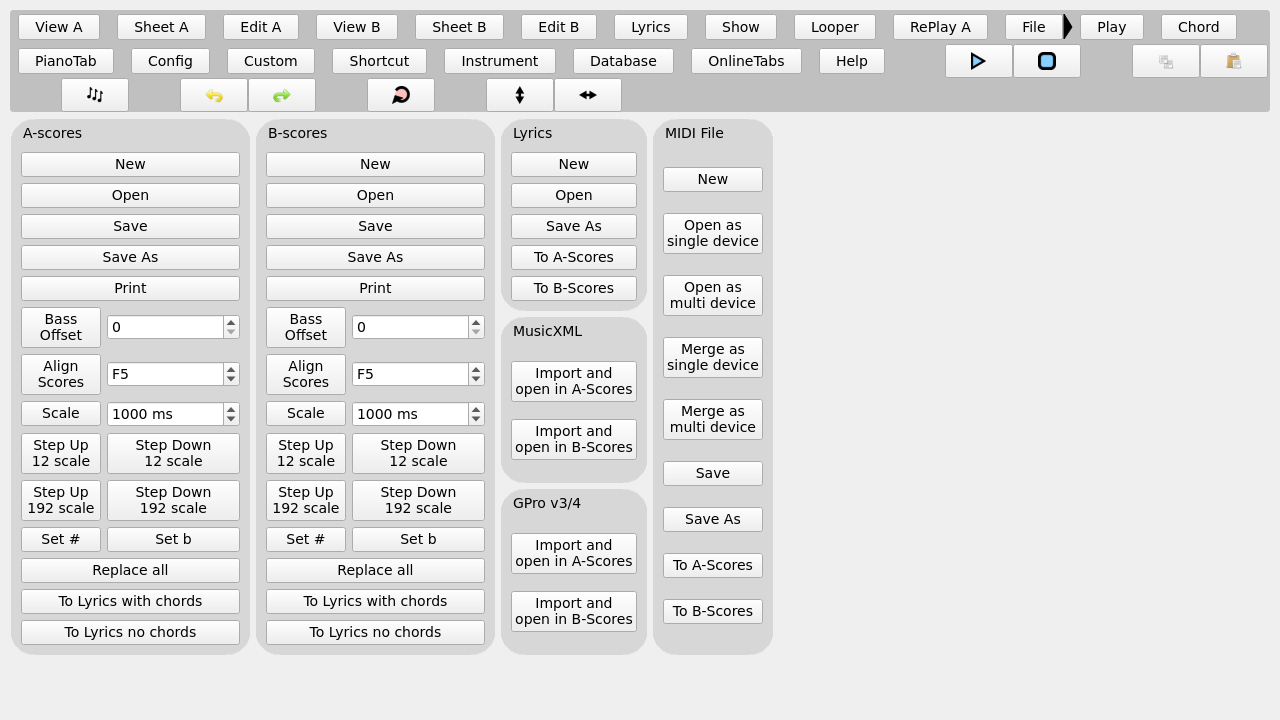 View A Sheet A Edit A View B Sheet B Edit B Lyrics Show Looper RePlay A File Play Chord
PianoTab Config Custom Shortcut Instrument Database OnlineTabs Help
A-scores
New
Open
Save
Save As
Print
Bass
Offset
0
Align
Scores
F5
Scale 1000 ms
Step Up
12 scale
Step Down
12 scale
Step Up
192 scale
Step Down
192 scale
Set # Set b
Replace all
To Lyrics with chords
To Lyrics no chords
B-scores
New
Open
Save
Save As
Print
Bass
Offset
0
Align
Scores
F5
Scale 1000 ms
Step Up
12 scale
Step Down
12 scale
Step Up
192 scale
Step Down
192 scale
Set # Set b
Replace all
To Lyrics with chords
To Lyrics no chords
Lyrics
New
Open
Save As
To A-Scores
To B-Scores
MusicXML
Import and
open in A-Scores
Import and
open in B-Scores
GPro v3/4
Import and
open in A-Scores
Import and
open in B-Scores
MIDI File
New
Open as
single device
Open as
multi device
Merge as
single device
Merge as
multi device
Save
Save As
To A-Scores
To B-Scores